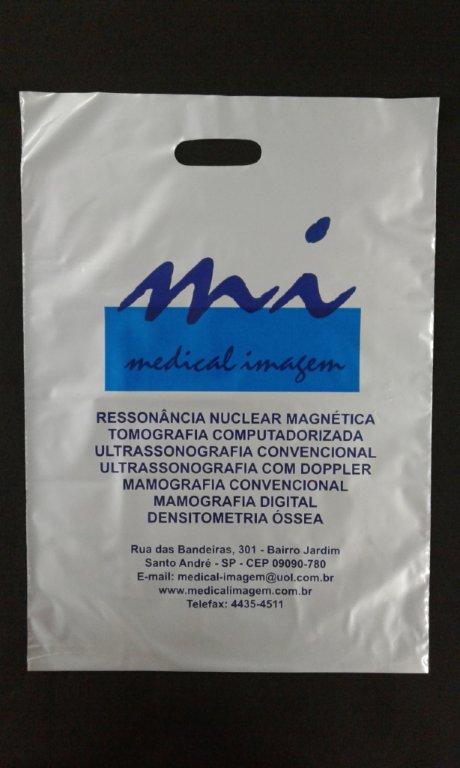 mi
medical imagem
RESSONÂNCIA NUCLEAR MAGNÉTICA
TOMOGRAFIA COMPUTADORIZADA
ULTRASSONOGRAFIA CONVENCIONAL
ULTRASSONOGRAFIA COM DOPPLER
MAMOGRAFIA CONVENCIONAL
MAMOGRAFIA DIGITAL
DENSITOMETRIA ÓSSEA
Rua das Bandeiras, 301 - Bairro Jardim
Santo André - SP - CEP 09090-780
E-mail: medical-imagem@uol.com.br
www.medicalimagem.com.br
Telefax: 4435-4511